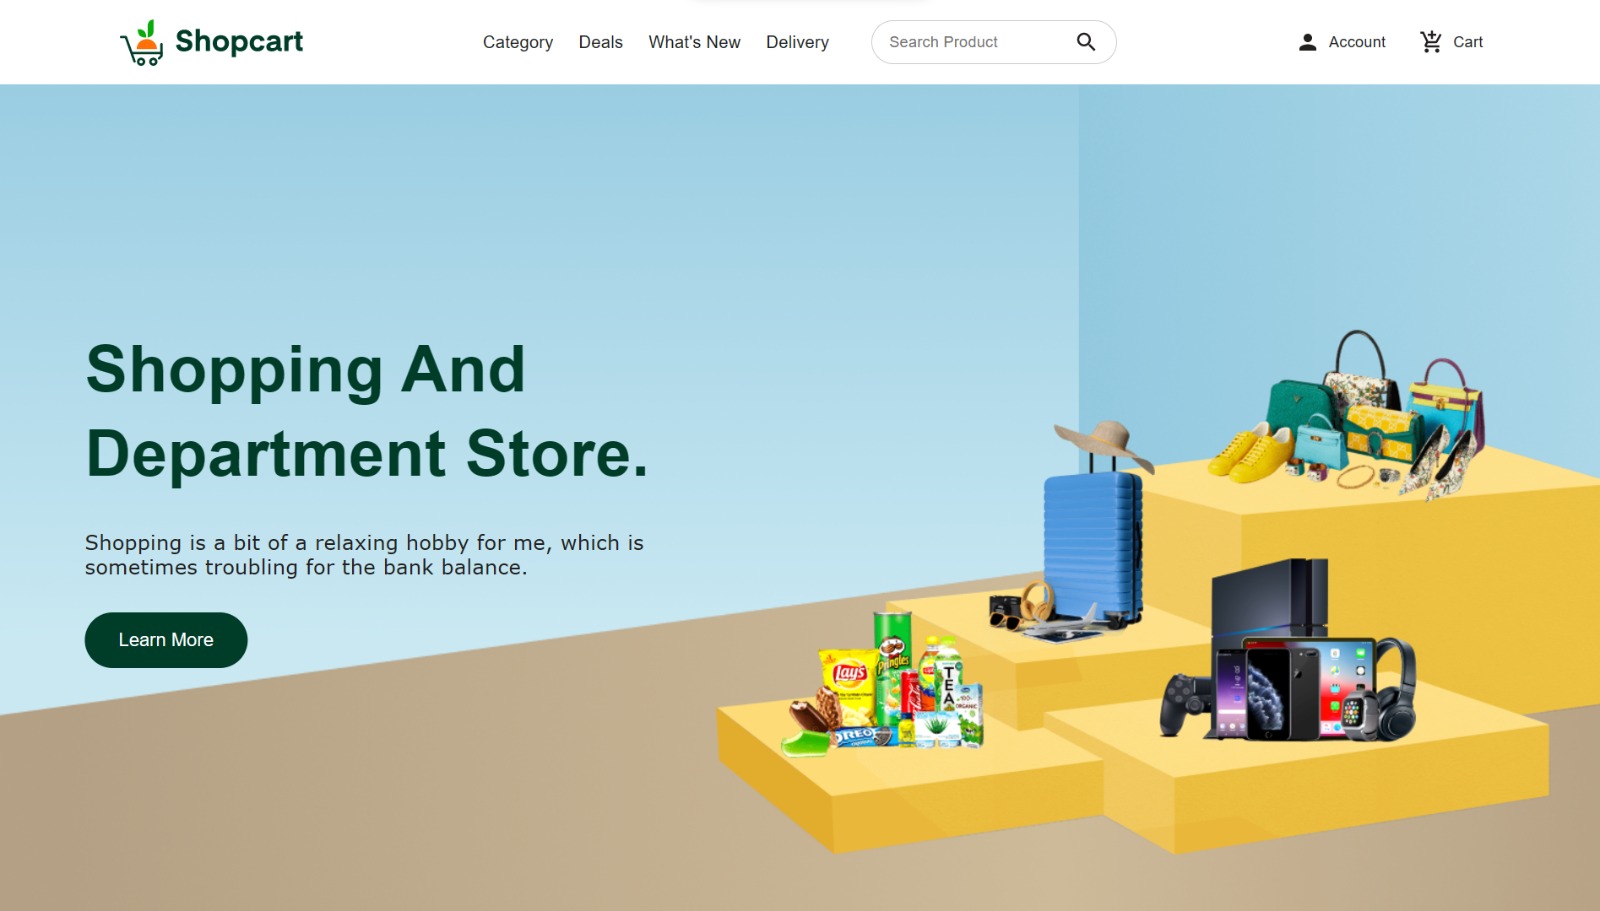 Shopcart
Category Deals What's New Delivery
Search Product
Account Cart
Shopping And
Department Store.
Shopping is a bit of a relaxing hobby for me, which is
sometimes troubling for the bank balance.
Learn More
Pringles
Lay's
TEA
ORGANIC
OREO